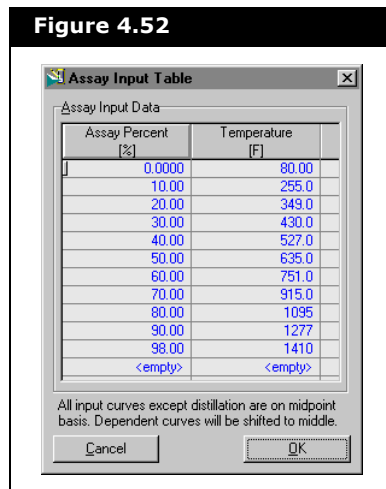 Figure 4.52
Assay Input Table
Assay Input Data
Assay Percent Temperature
[%] [F]
0.0000 80.00
10.00 255.0
20.00 349.0
30.00 430.0
40.00 527.0
50.00 635.0
60.00 751.0
70.00 915.0
80.00 1095
90.00 1277
98.00 1410
<empty> <empty>
All input curves except distillation are on midpoint
basis. Dependent curves will be shifted to middle.
Cancel OK